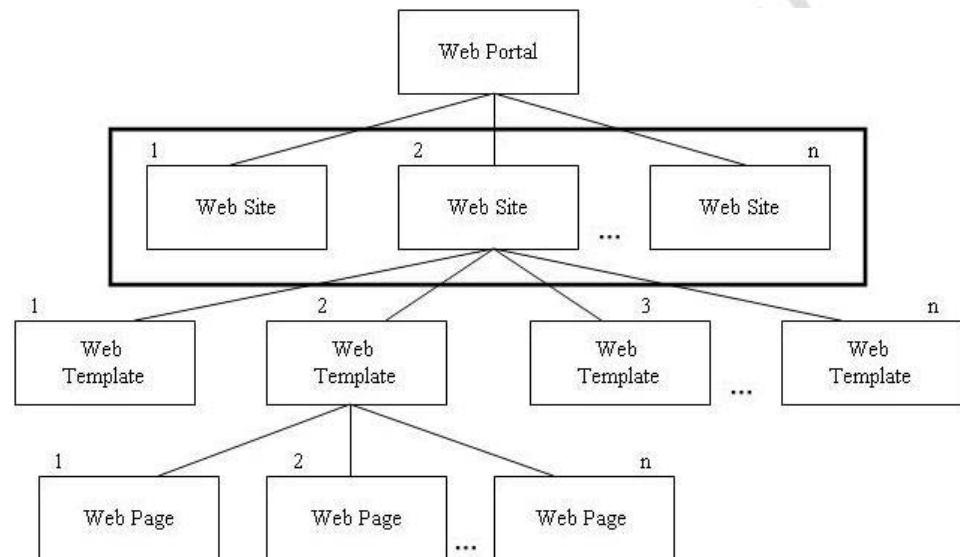 Web Portal
1
2
n
Web Site
Web Site
...
Web Site
1
2
3
n
Web
Template
Web
Template
Web
Template
...
Web
Template
1
2
n
Web Page
Web Page
...
Web Page